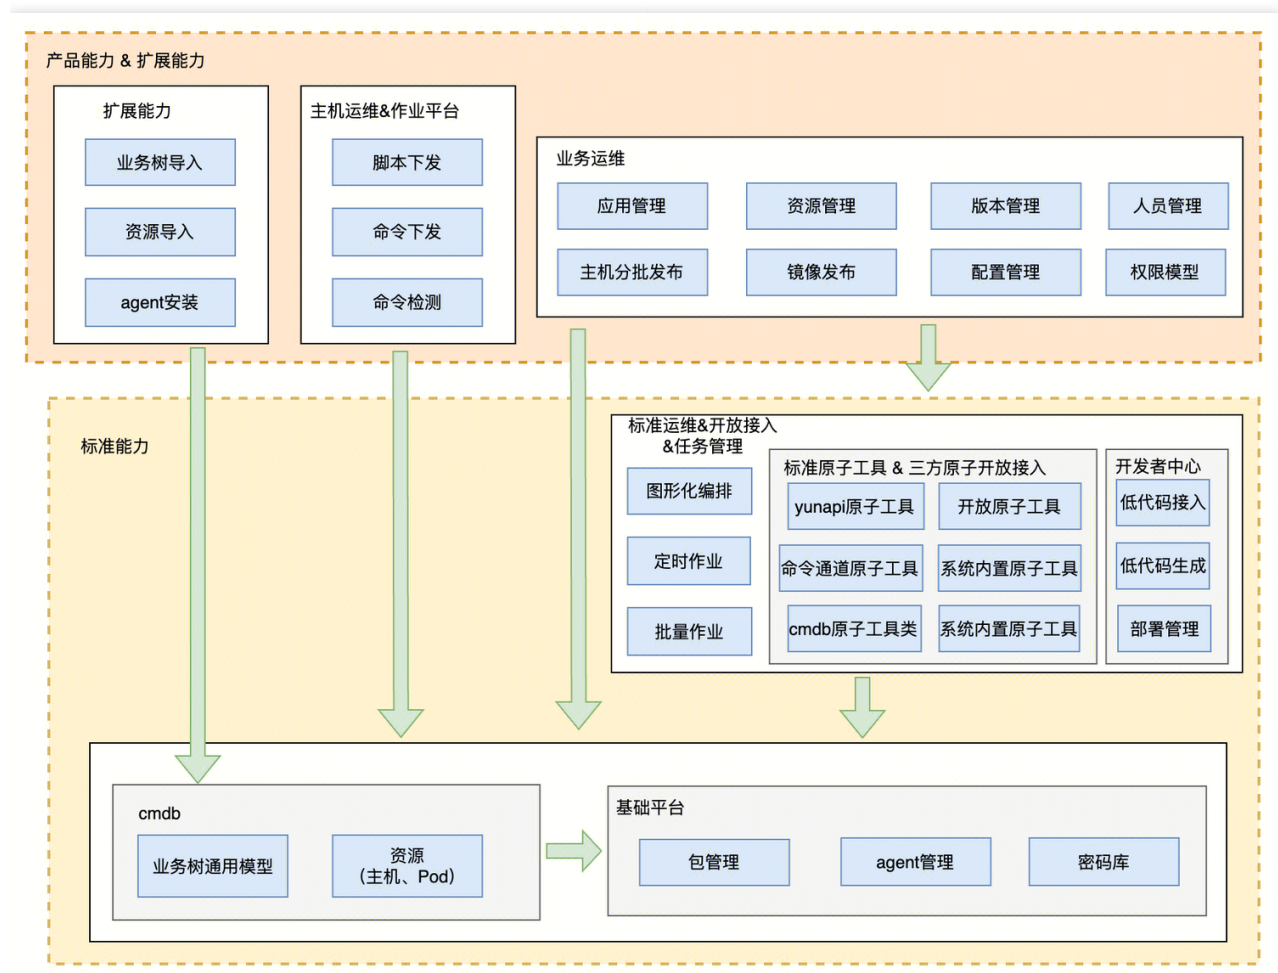 产品能力 & 扩展能力
扩展能力
业务树导入
资源导入
agent安装
主机运维&作业平台
脚本下发
命令下发
命令检测
业务运维
应用管理
资源管理
版本管理
人员管理
主机分批发布
镜像发布
配置管理
权限模型
标准能力
标准运维&开放接入
&任务管理
图形化编排
定时作业
批量作业
标准原子工具 & 三方原子开放接入
yunapi原子工具
开放原子工具
命令通道原子工具
系统内置原子工具
cmdb原子工具类
系统内置原子工具
开发者中心
低代码接入
低代码生成
部署管理
cmdb
业务树通用模型
资源
（主机、Pod）
基础平台
包管理
agent管理
密码库